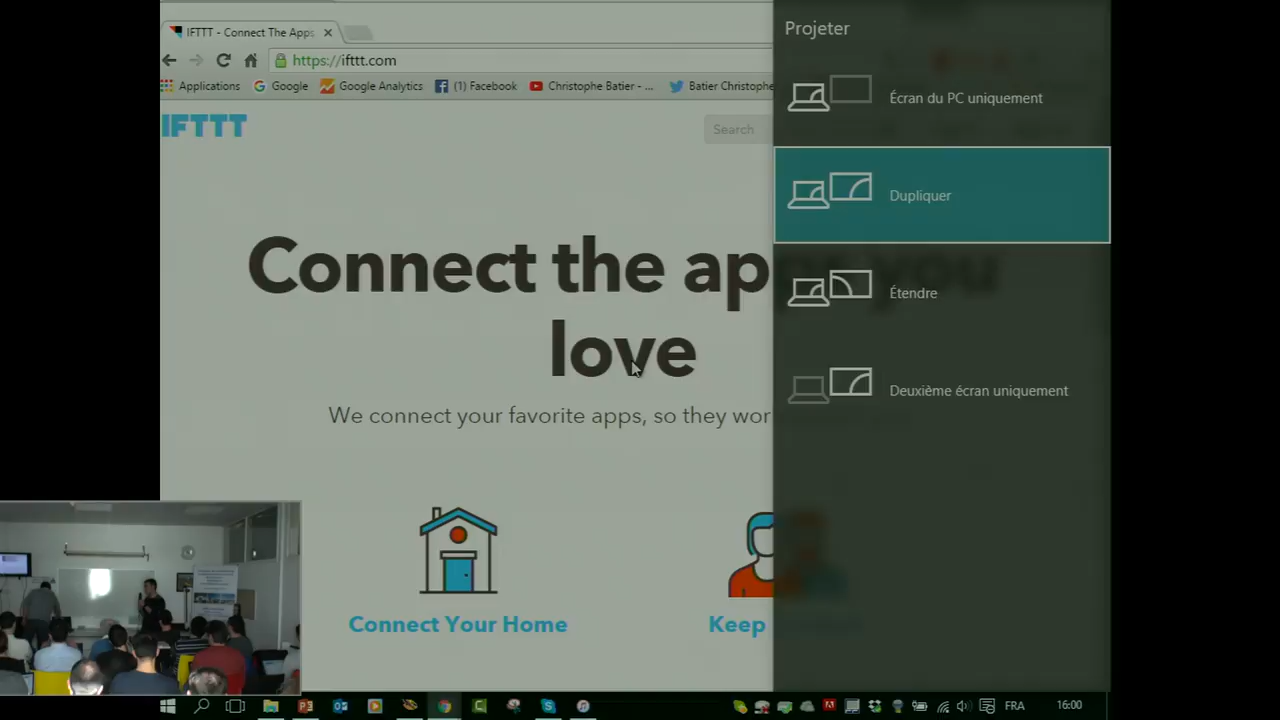 IFTTT - Connect The Apps
https://ifttt.com
Applications
Google
Google Analytics
(1) Facebook
Christophe Batier - ...
Batier Christophe
IFTTT
Search
Connect the apps you
love
We connect your favorite apps, so they wor
Connect Your Home
Keep
Projeter
Écran du PC uniquement
Dupliquer
Étendre
Deuxième écran uniquement
FRA
16:00